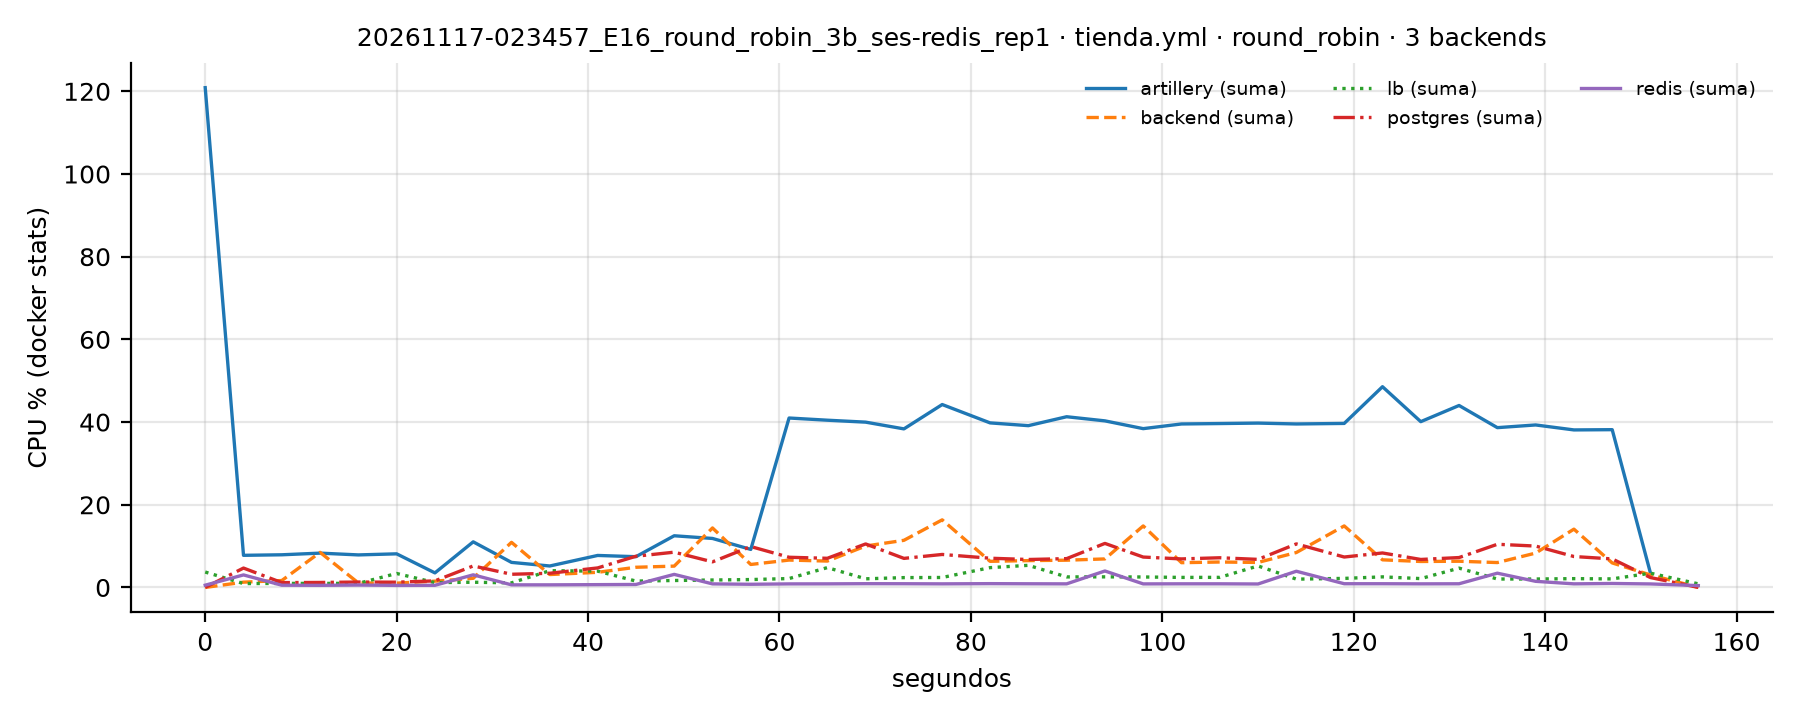 20261117-023457_E16_round_robin_3b_ses-redis_rep1 · tienda.yml · round_robin · 3 backends
artillery (suma)
backend (suma)
lb (suma)
postgres (suma)
redis (suma)
CPU % (docker stats)
120
100
80
60
40
20
0
0 20 40 60 80 100 120 140 160
segundos